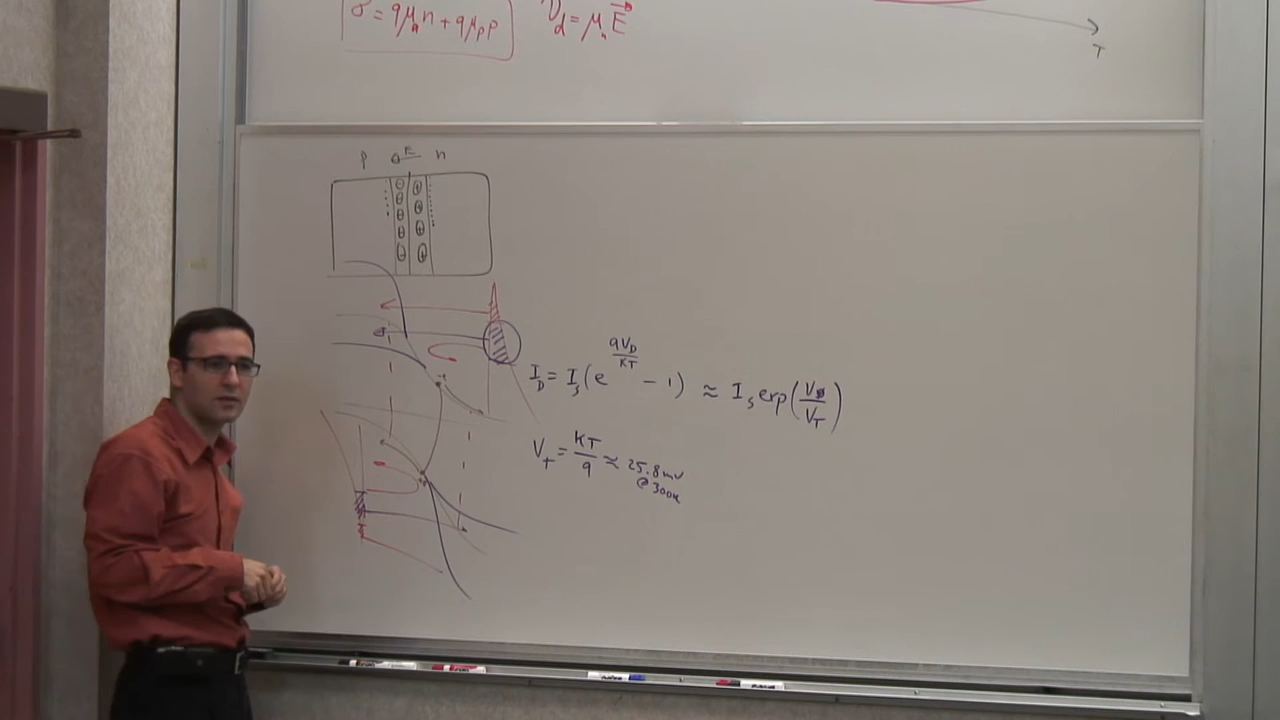 σ = qμₙn + qμₚp
V_d = μₙE
T
p E n
I_D = I_s(e^(qV_D/KT) − 1) ≈ I_s exp(V_D/V_T)
V_T = KT/q ≈ 25.8mV
@ 300K